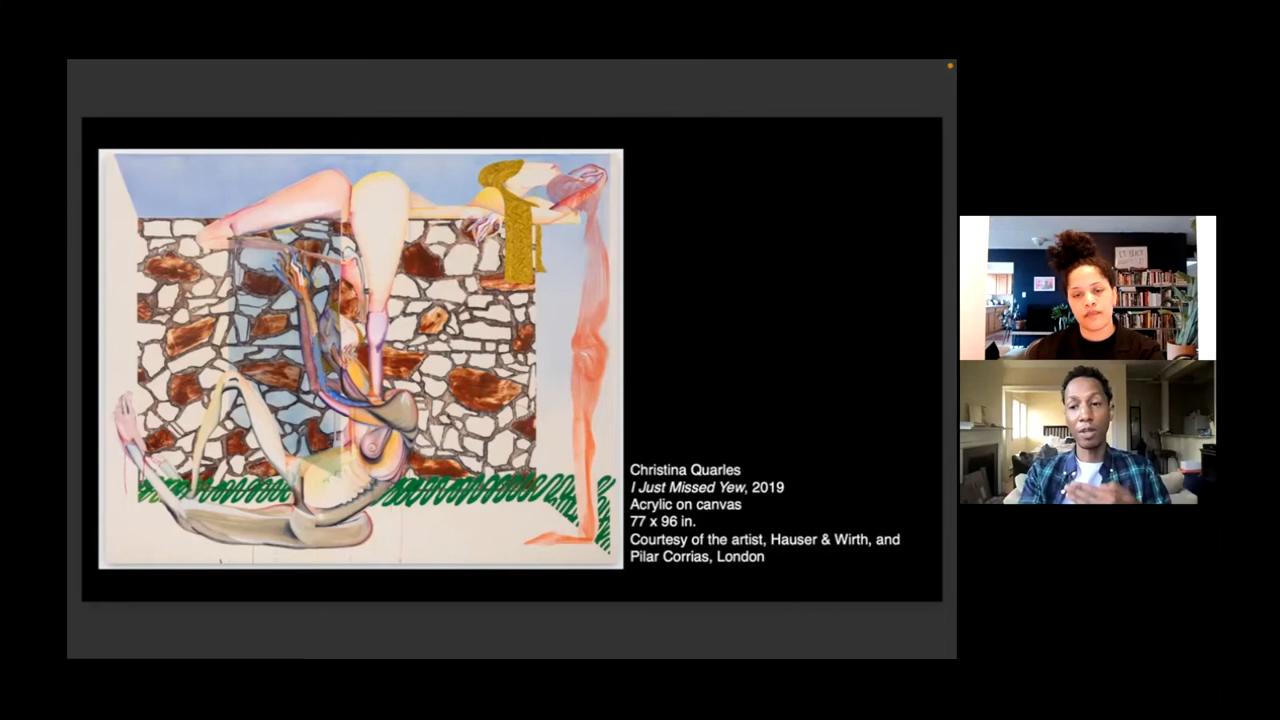 Christina Quarles
I Just Missed Yew, 2019
Acrylic on canvas
77 x 96 in.
Courtesy of the artist, Hauser & Wirth, and
Pilar Corrias, London